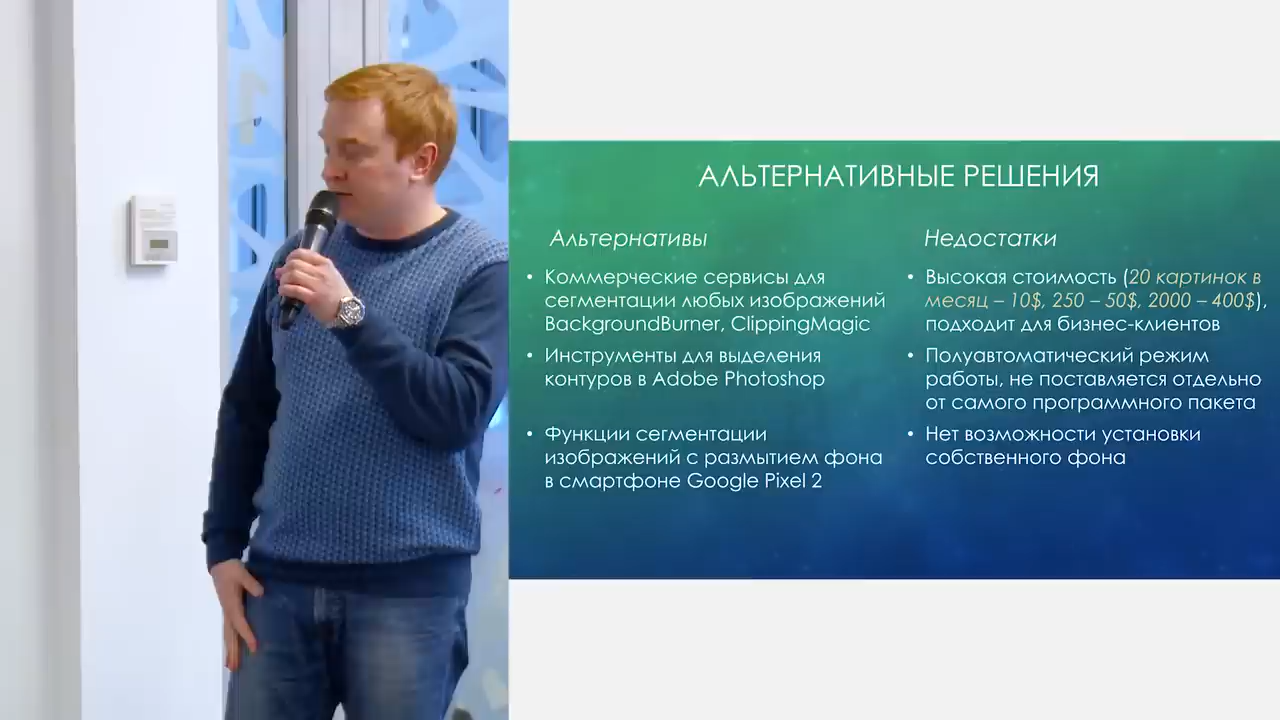 АЛЬТЕРНАТИВНЫЕ РЕШЕНИЯ
Альтернативы
• Коммерческие сервисы для
сегментации любых изображений
BackgroundBurner, ClippingMagic
• Инструменты для выделения
контуров в Adobe Photoshop
• Функции сегментации
изображений с размытием фона
в смартфоне Google Pixel 2
Недостатки
• Высокая стоимость (20 картинок в
месяц – 10$, 250 – 50$, 2000 – 400$),
подходит для бизнес-клиентов
• Полуавтоматический режим
работы, не поставляется отдельно
от самого программного пакета
• Нет возможности установки
собственного фона